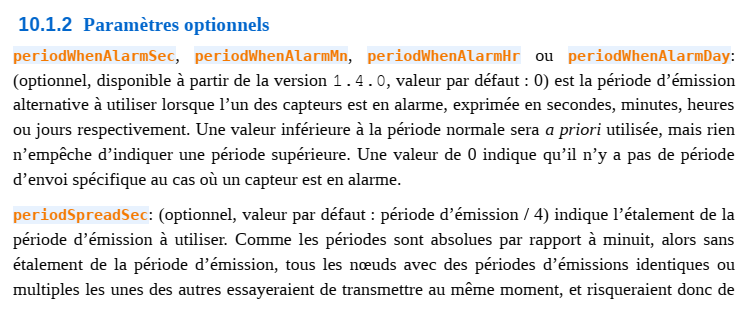 10.1.2 Paramètres optionnels
periodWhenAlarmSec, periodWhenAlarmMn, periodWhenAlarmHr ou periodWhenAlarmDay:
(optionnel, disponible à partir de la version 1.4.0, valeur par défaut : 0) est la période d’émission
alternative à utiliser lorsque l’un des capteurs est en alarme, exprimée en secondes, minutes, heures
ou jours respectivement. Une valeur inférieure à la période normale sera a priori utilisée, mais rien
n’empêche d’indiquer une période supérieure. Une valeur de 0 indique qu’il n’y a pas de période
d’envoi spécifique au cas où un capteur est en alarme.
periodSpreadSec: (optionnel, valeur par défaut : période d’émission / 4) indique l’étalement de la
période d’émission à utiliser. Comme les périodes sont absolues par rapport à minuit, alors sans
étalement de la période d’émission, tous les nœuds avec des périodes d’émissions identiques ou
multiples les unes des autres essayeraient de transmettre au même moment, et risqueraient donc de